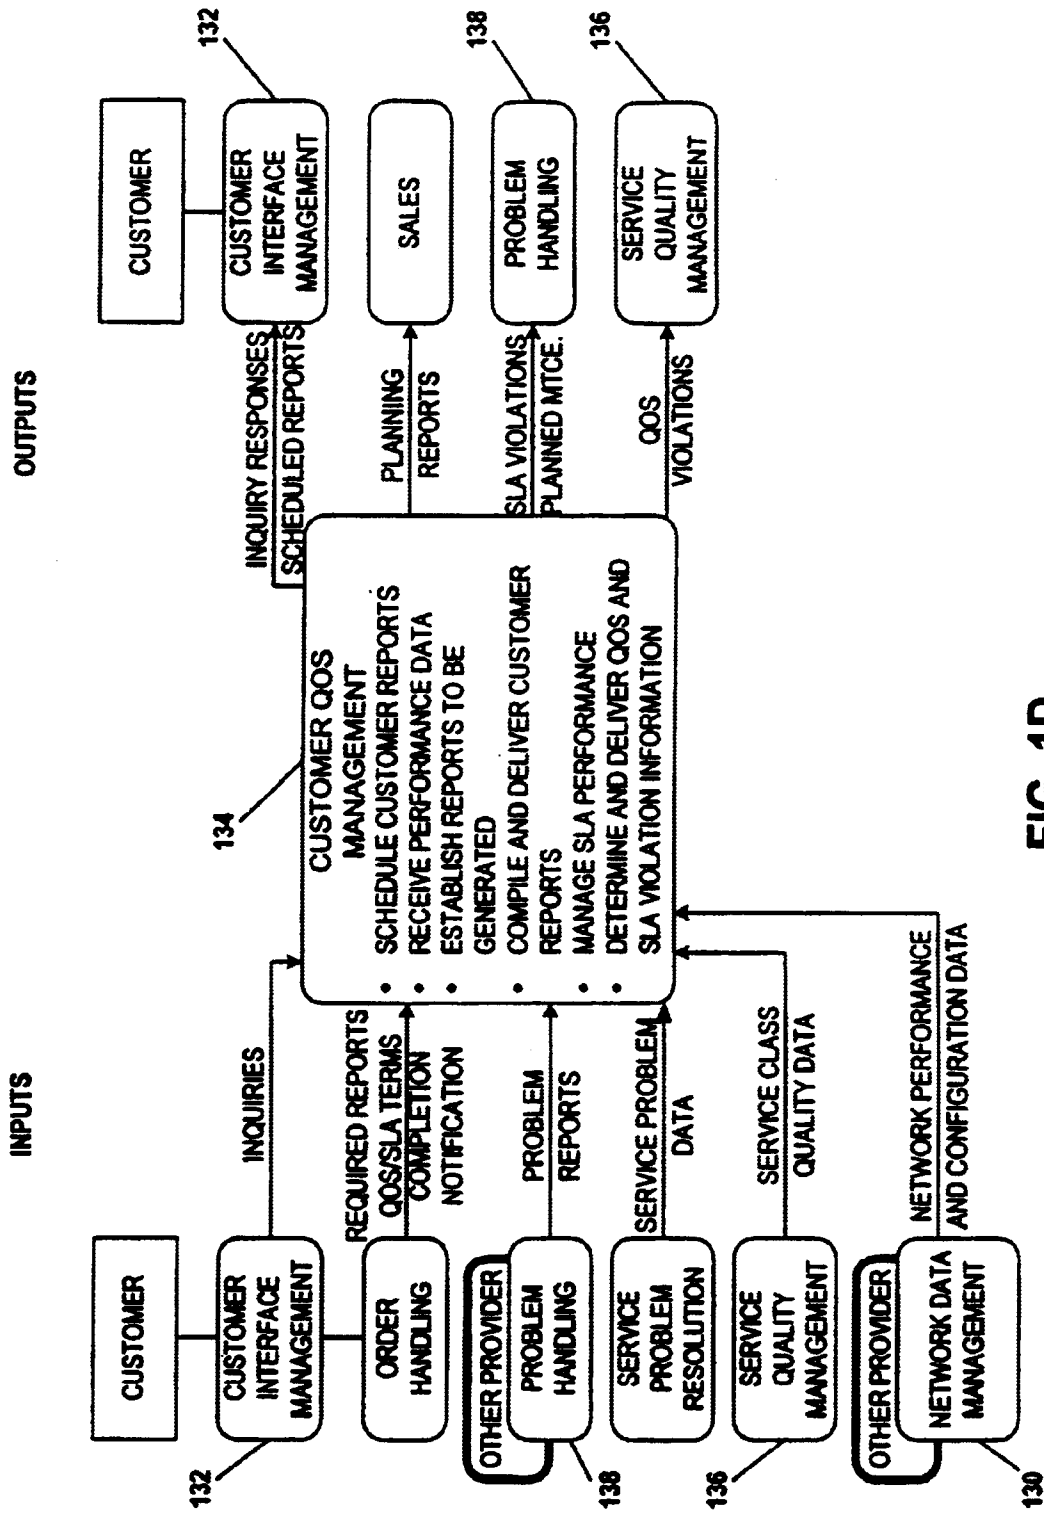 INPUTS
OUTPUTS
CUSTOMER
132
CUSTOMER
INTERFACE
MANAGEMENT
INQUIRIES
ORDER
HANDLING
REQUIRED REPORTS
QOS/SLA TERMS
COMPLETION
NOTIFICATION
OTHER PROVIDER
138
PROBLEM
HANDLING
PROBLEM
REPORTS
SERVICE
PROBLEM
RESOLUTION
SERVICE PROBLEM
DATA
136
SERVICE
QUALITY
MANAGEMENT
SERVICE CLASS
QUALITY DATA
OTHER PROVIDER
130
NETWORK DATA
MANAGEMENT
NETWORK PERFORMANCE
AND CONFIGURATION DATA
134
CUSTOMER QOS
MANAGEMENT
• SCHEDULE CUSTOMER REPORTS
• RECEIVE PERFORMANCE DATA
• ESTABLISH REPORTS TO BE
GENERATED
• COMPILE AND DELIVER CUSTOMER
REPORTS
• MANAGE SLA PERFORMANCE
• DETERMINE AND DELIVER QOS AND
SLA VIOLATION INFORMATION
INQUIRY RESPONSES
SCHEDULED REPORTS
CUSTOMER
CUSTOMER
INTERFACE
MANAGEMENT
132
PLANNING
REPORTS
SALES
SLA VIOLATIONS
PLANNED MTCE.
PROBLEM
HANDLING
138
QOS
VIOLATIONS
SERVICE
QUALITY
MANAGEMENT
136